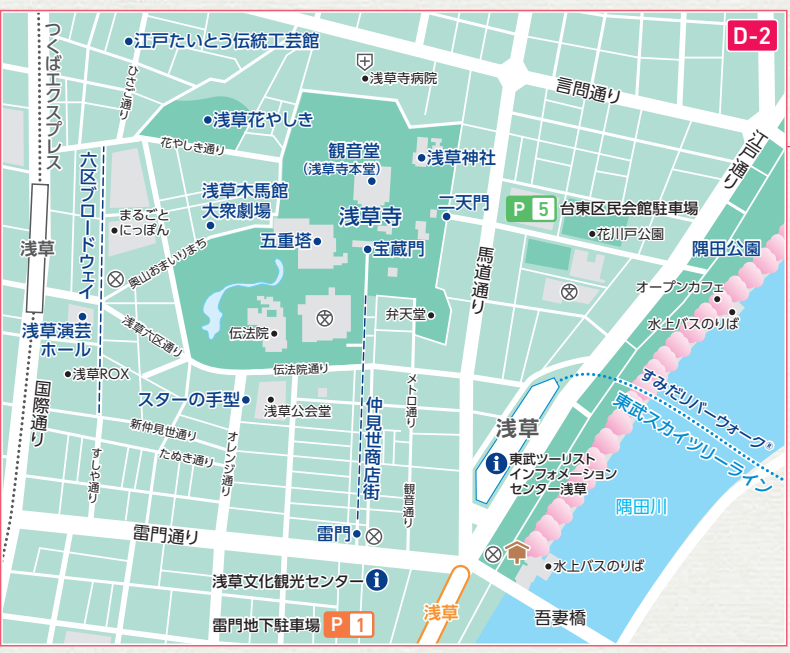 D-2
つくばエクスプレス
江戸たいとう伝統工芸館
ひさご通り
浅草寺病院
言問通り
江戸通り
浅草花やしき
花やしき通り
観音堂
(浅草寺本堂)
浅草神社
六区ブロードウェイ
浅草木馬館
大衆劇場
浅草寺
二天門
P 5 台東区民会館駐車場
まるごと
にっぽん
花川戸公園
浅草
五重塔
宝蔵門
馬道通り
隅田公園
奥山おまいりまち
オープンカフェ
水上バスのりば
浅草演芸
ホール
浅草六区通り
伝法院
弁天堂
伝法院通り
浅草ROX
国際通り
スターの手型
浅草公会堂
仲見世商店街
メトロ通り
すみだリバーウォーク®
東武スカイツリーライン
新仲見世通り
たぬき通り
オレンジ通り
すしや通り
観音通り
浅草
i 東武ツーリスト
インフォメーション
センター浅草
隅田川
雷門通り
雷門
水上バスのりば
浅草文化観光センター i
浅草
吾妻橋
雷門地下駐車場 P 1